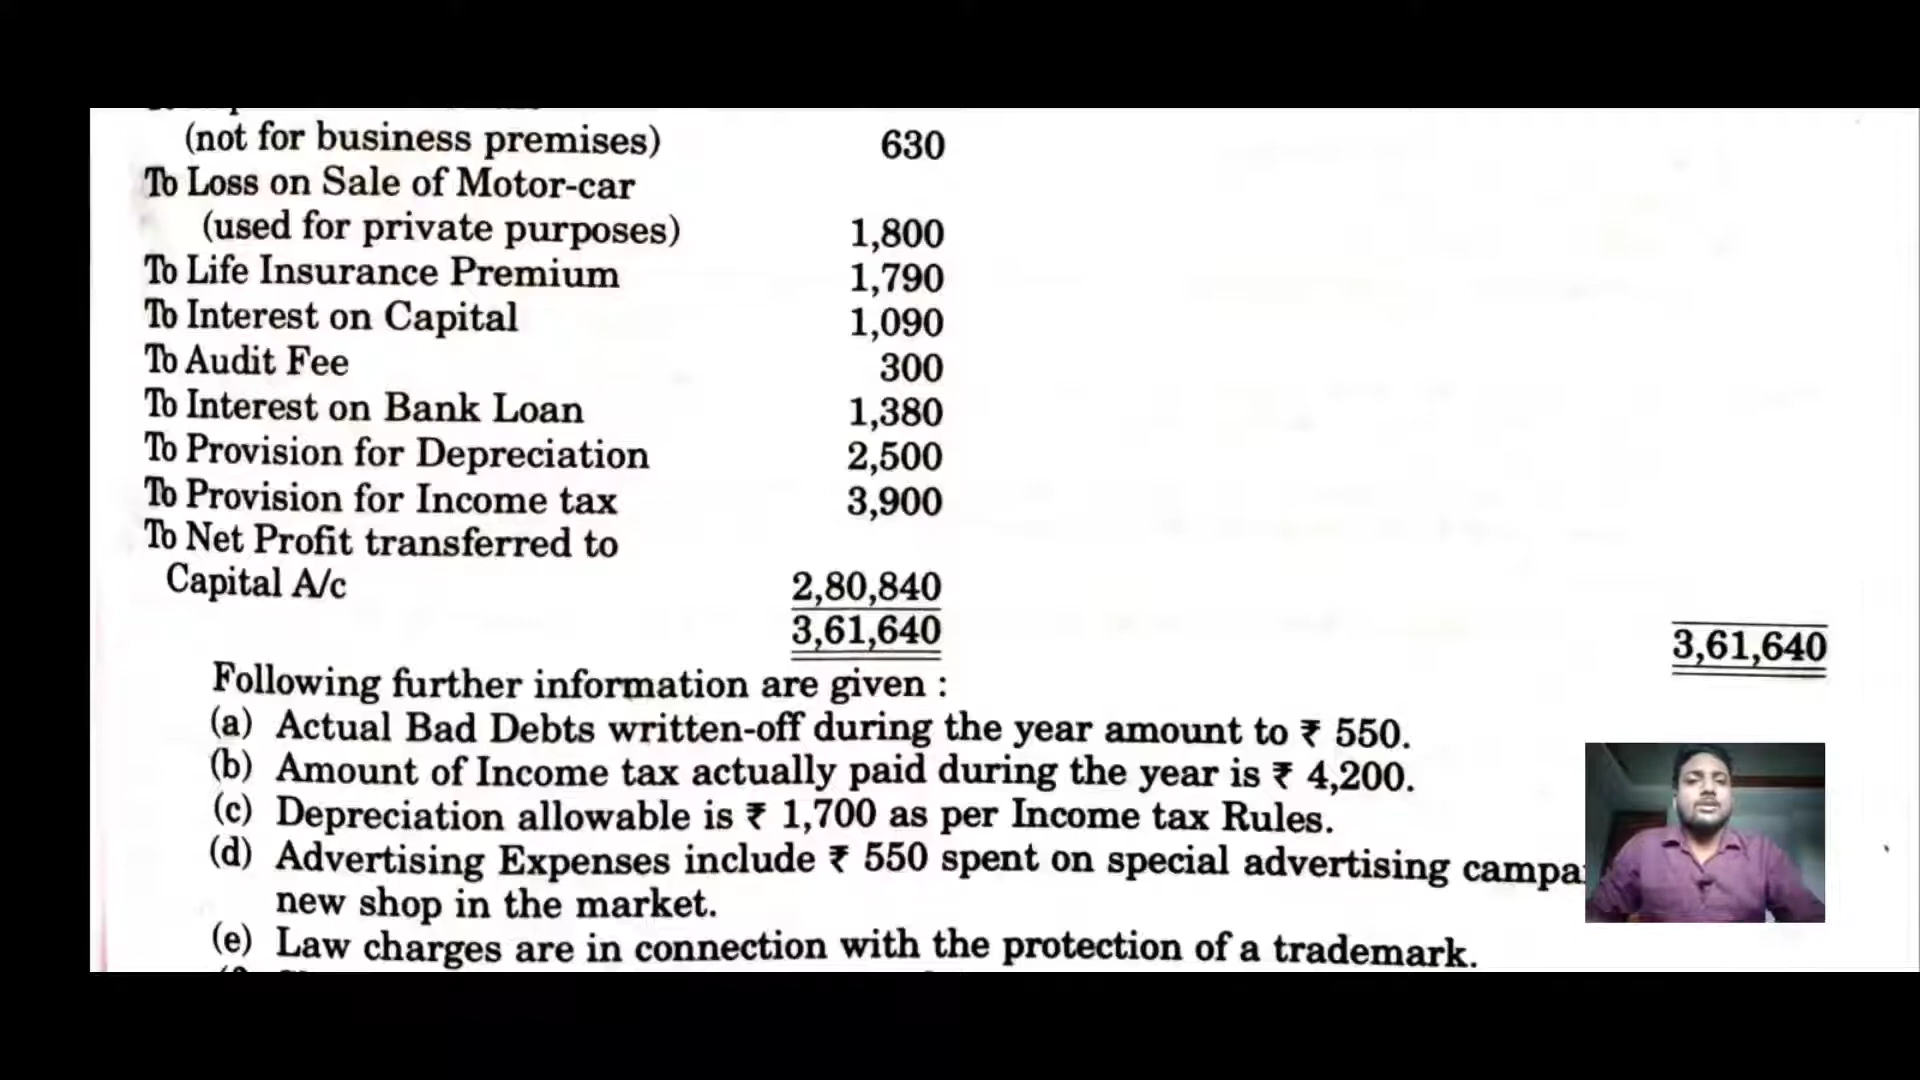 (not for business premises) 630
To Loss on Sale of Motor-car
(used for private purposes) 1,800
To Life Insurance Premium 1,790
To Interest on Capital 1,090
To Audit Fee 300
To Interest on Bank Loan 1,380
To Provision for Depreciation 2,500
To Provision for Income tax 3,900
To Net Profit transferred to
Capital A/c 2,80,840
3,61,640 3,61,640
Following further information are given :
(a) Actual Bad Debts written-off during the year amount to ₹ 550.
(b) Amount of Income tax actually paid during the year is ₹ 4,200.
(c) Depreciation allowable is ₹ 1,700 as per Income tax Rules.
(d) Advertising Expenses include ₹ 550 spent on special advertising campa
new shop in the market.
(e) Law charges are in connection with the protection of a trademark.